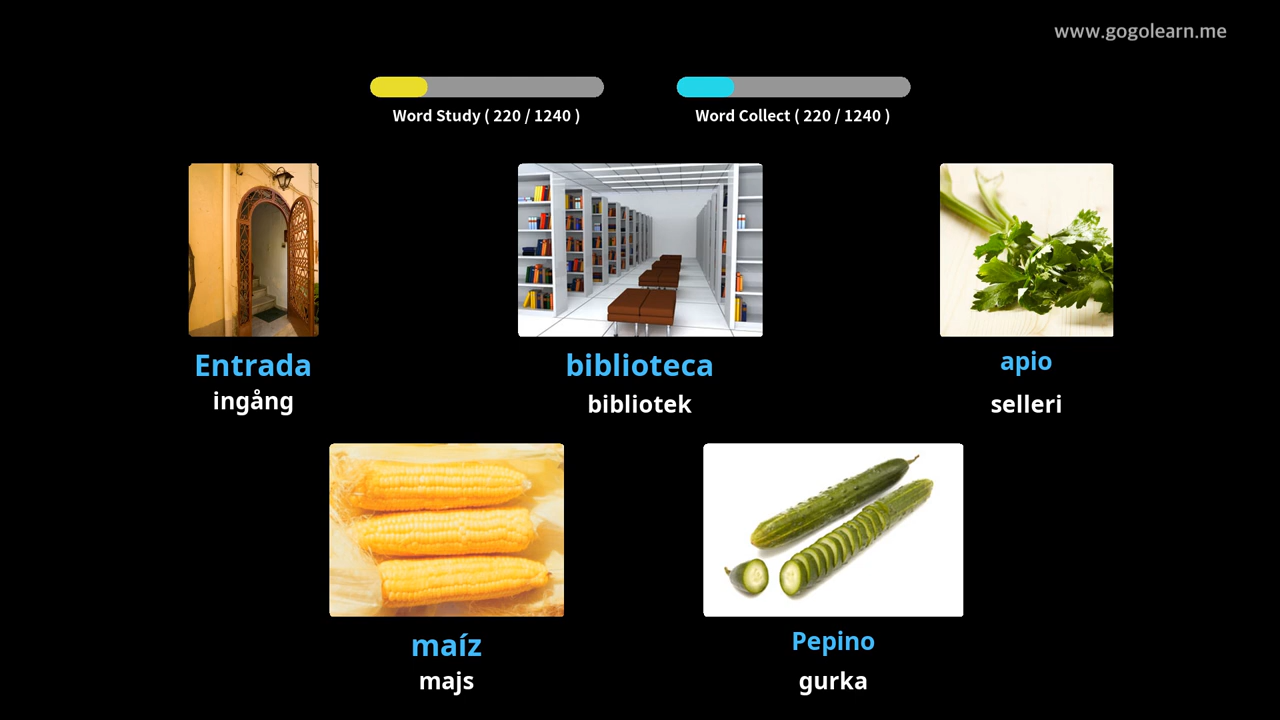 www.gogolearn.me
Word Study ( 220 / 1240 )
Word Collect ( 220 / 1240 )
Entrada
ingång
biblioteca
bibliotek
apio
selleri
maíz
majs
Pepino
gurka